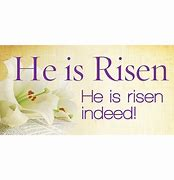 He is Risen
He is risen
indeed!